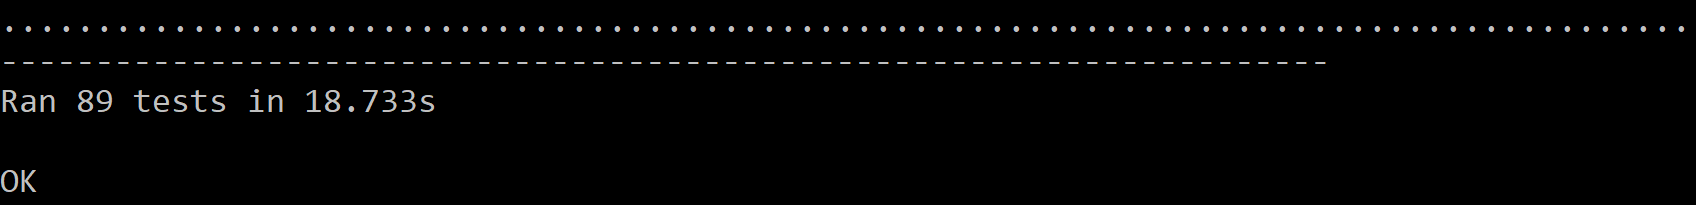 .........................................................................................
----------------------------------------------------------------------
Ran 89 tests in 18.733s
OK